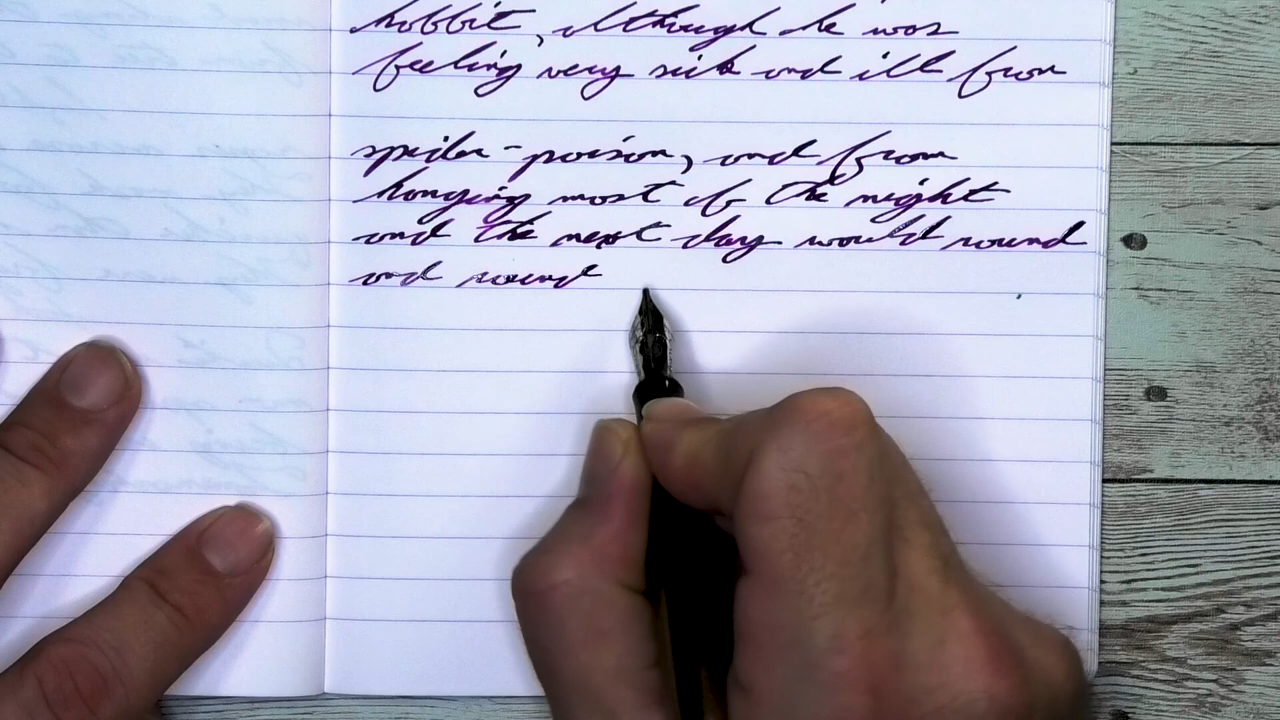 hobbit, although he was
feeling very sick and ill from
spider-poison, and from
hanging most of the night
and the next day would round
and round